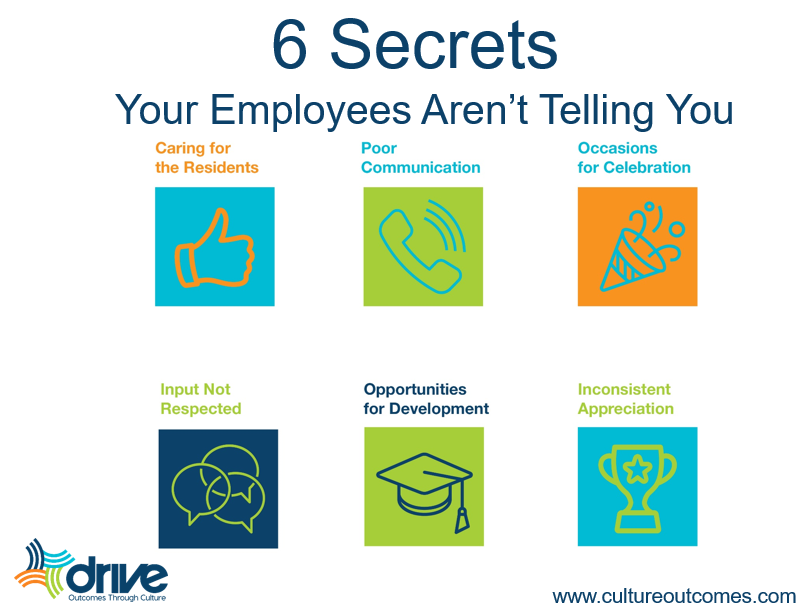 6 Secrets
Your Employees Aren't Telling You
Caring for
the Residents
Poor
Communication
Occasions
for Celebration
Input Not
Respected
Opportunities
for Development
Inconsistent
Appreciation
drive
Outcomes Through Culture
www.cultureoutcomes.com